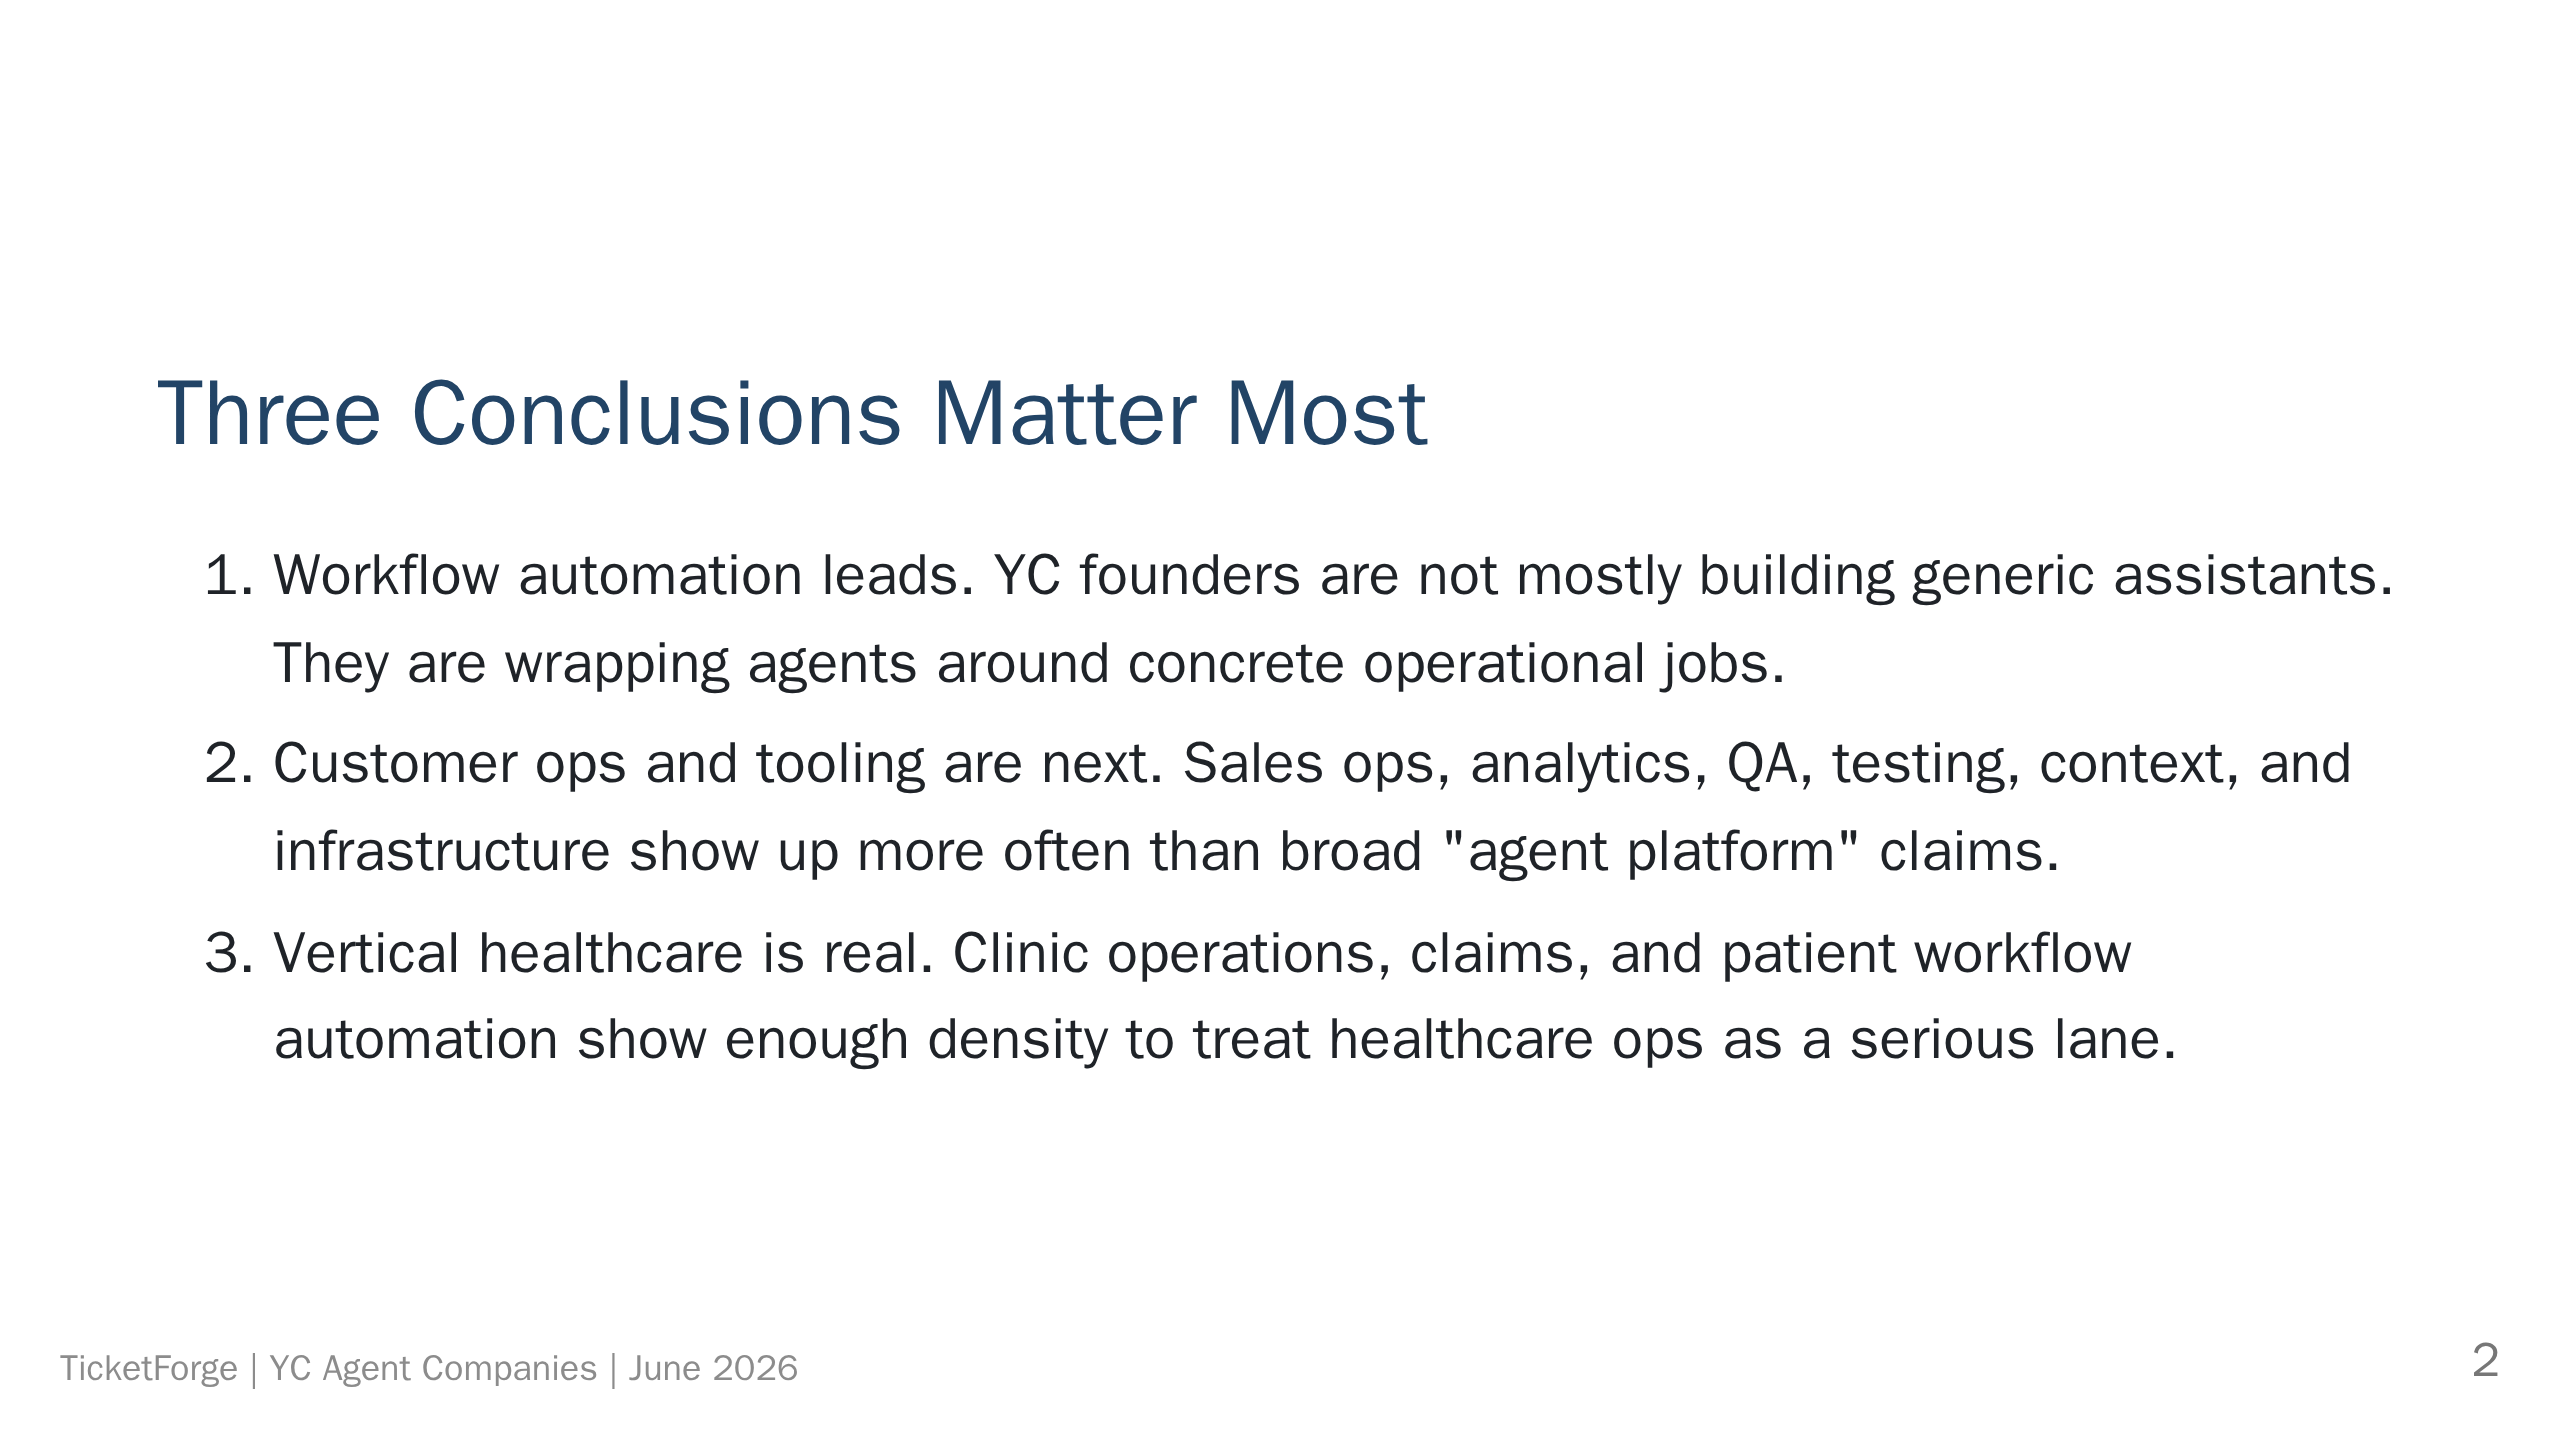 Three Conclusions Matter Most
1. Workflow automation leads. YC founders are not mostly building generic assistants.
They are wrapping agents around concrete operational jobs.
2. Customer ops and tooling are next. Sales ops, analytics, QA, testing, context, and
infrastructure show up more often than broad "agent platform" claims.
3. Vertical healthcare is real. Clinic operations, claims, and patient workflow
automation show enough density to treat healthcare ops as a serious lane.
TicketForge | YC Agent Companies | June 2026
2